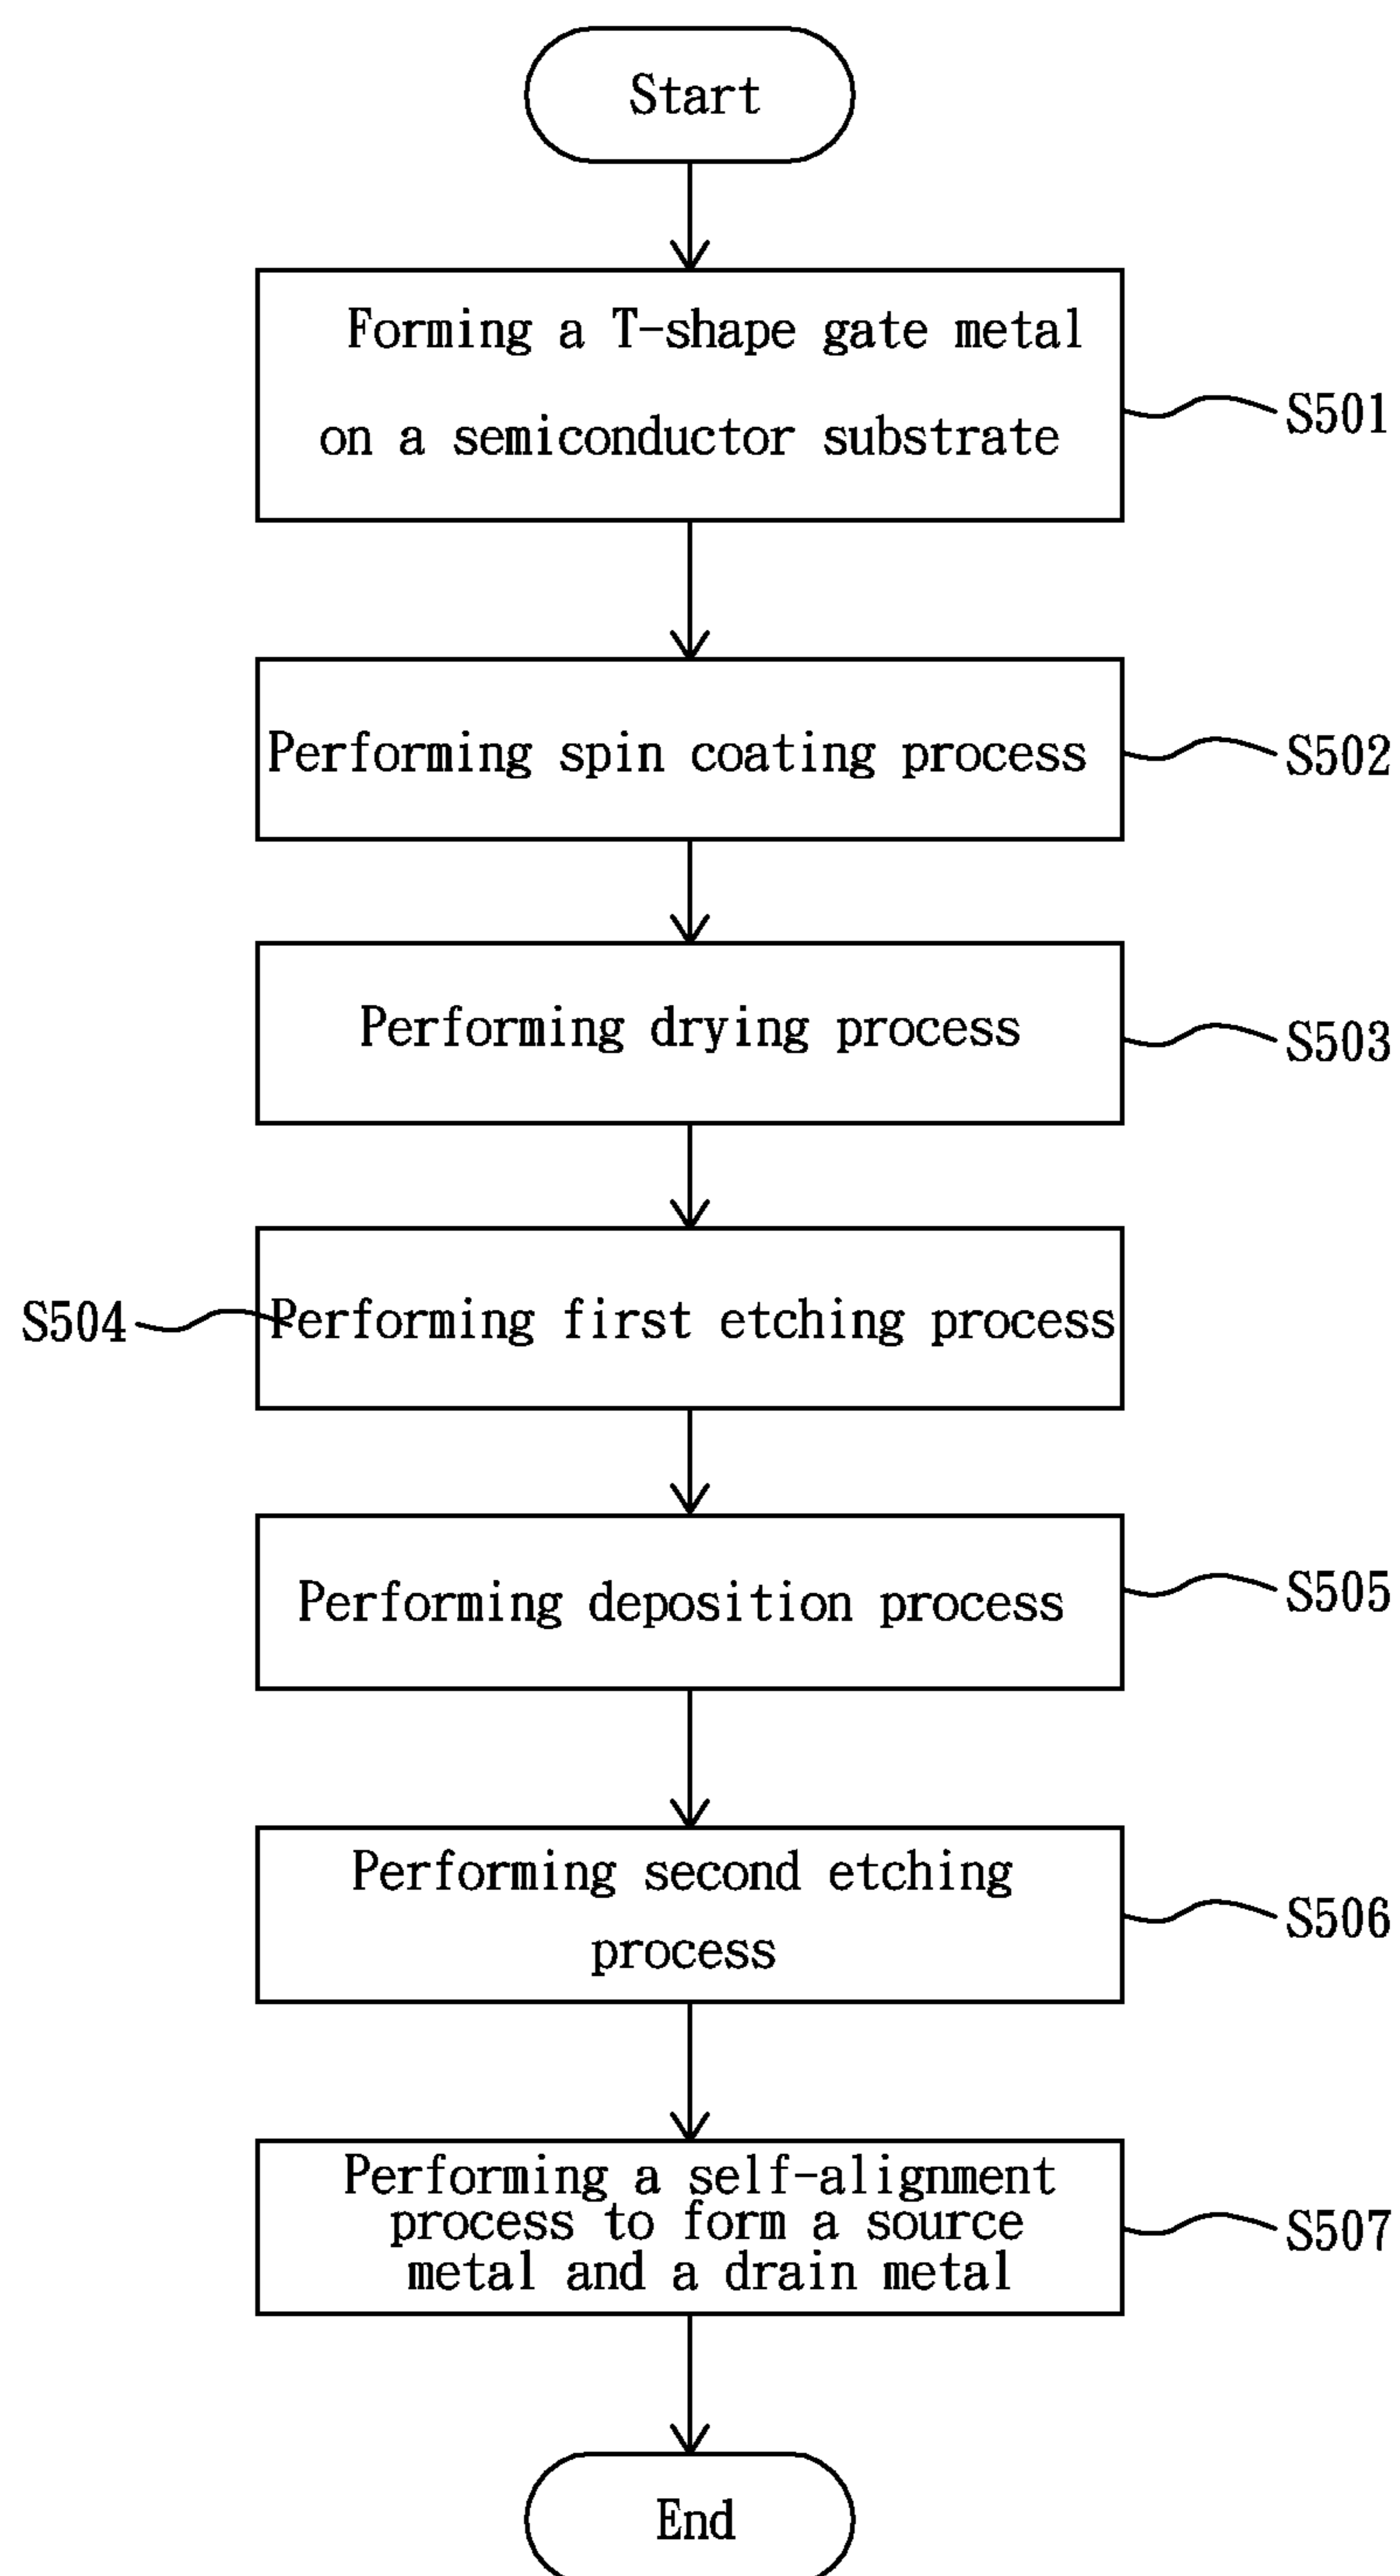 Start
Forming a T-shape gate metal
on a semiconductor substrate
S501
Performing spin coating process
S502
Performing drying process
S503
S504
Performing first etching process
Performing deposition process
S505
Performing second etching
process
S506
Performing a self-alignment
process to form a source
metal and a drain metal
S507
End